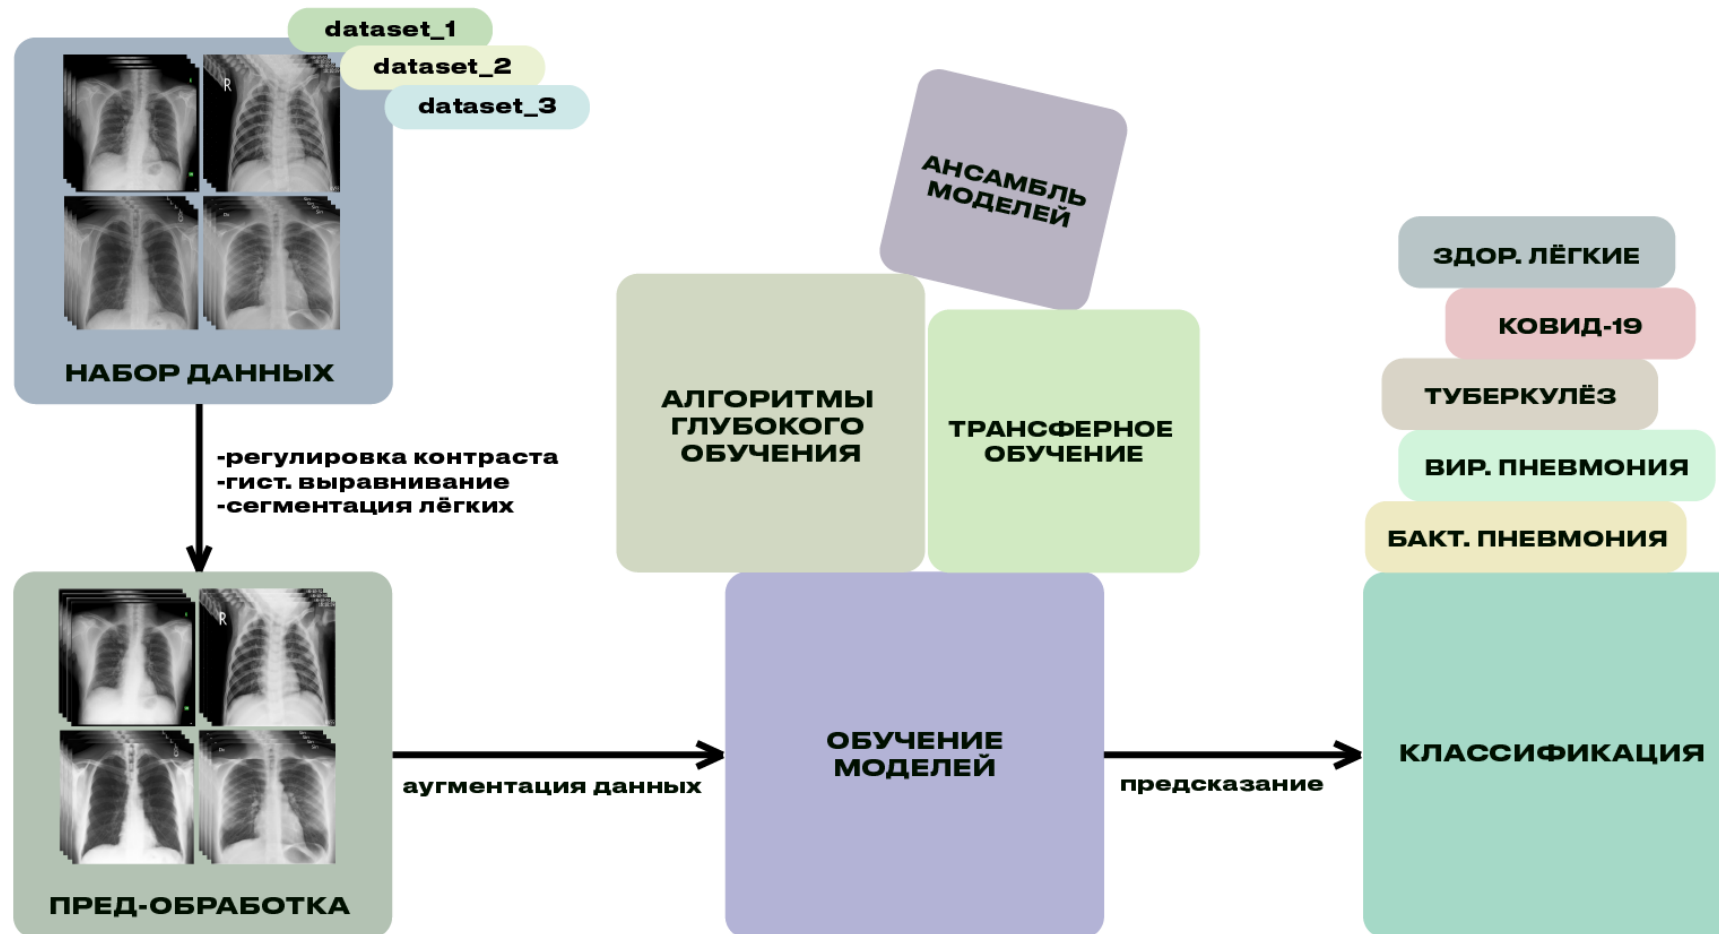 dataset_1
dataset_2
dataset_3
R
НАБОР ДАННЫХ
-регулировка контраста
-гист. выравнивание
-сегментация лёгких
R
ПРЕД-ОБРАБОТКА
аугментация данных
АНСАМБЛЬ
МОДЕЛЕЙ
АЛГОРИТМЫ
ГЛУБОКОГО
ОБУЧЕНИЯ
ТРАНСФЕРНОЕ
ОБУЧЕНИЕ
ОБУЧЕНИЕ
МОДЕЛЕЙ
предсказание
ЗДОР. ЛЁГКИЕ
КОВИД-19
ТУБЕРКУЛЁЗ
ВИР. ПНЕВМОНИЯ
БАКТ. ПНЕВМОНИЯ
КЛАССИФИКАЦИЯ